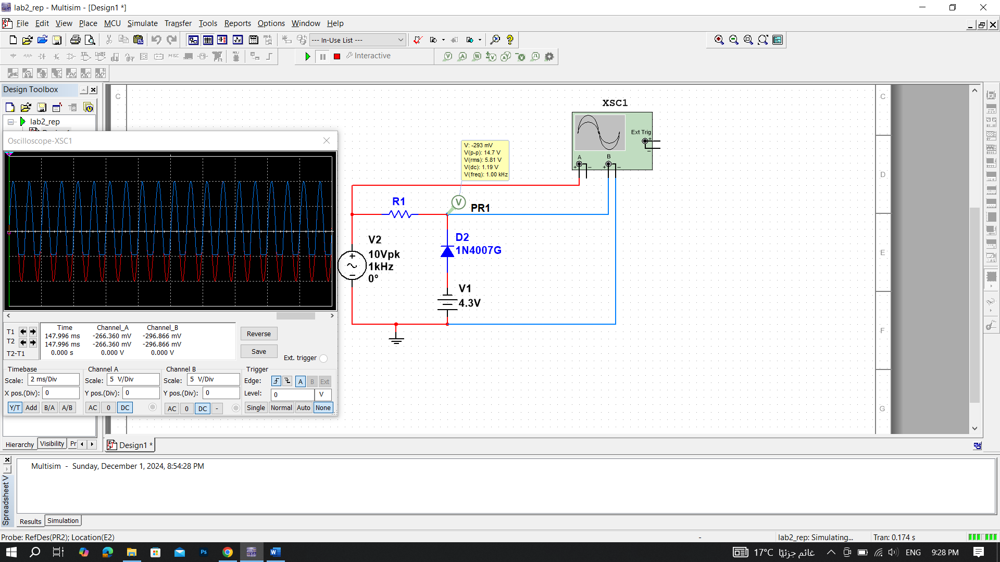 lab2_rep - Multisim - [Design1 *]
File Edit View Place MCU Simulate Transfer Tools Reports Options Window Help
--- In-Use List ---
MISC
Interactive
V A W V A V V
Design Toolbox
lab2_rep
Oscilloscope-XSC1
T1
T2
T2-T1
Time Channel_A Channel_B
147.996 ms -266.360 mV -296.866 mV
147.996 ms -266.360 mV -296.866 mV
0.000 s 0.000 V 0.000 V
Reverse
Save
Ext. trigger
Timebase
Scale: 2 ms/Div
X pos.(Div): 0
Y/T Add B/A A/B
Channel A
Scale: 5 V/Div
Y pos.(Div): 0
AC 0 DC
Channel B
Scale: 5 V/Div
Y pos.(Div): 0
AC 0 DC -
Trigger
Edge: A B Ext
Level: 0 V
Single Normal Auto None
C
C
D
E
F
G
XSC1
Ext Trig
+
-
A
B
+ - + -
V: -293 mV
V(p-p): 14.7 V
V(rms): 5.81 V
V(dc): 1.19 V
V(freq): 1.00 kHz
V
PR1
R1
D2
1N4007G
V2
10Vpk
1kHz
0°
V1
4.3V
Hierarchy Visibility Pr
Design1 *
Multisim - Sunday, December 1, 2024, 8:54:28 PM
Spreadsheet V
Results Simulation
Probe: RefDes(PR2); Location(E2)
-
lab2_rep: Simulating...
Tran: 0.174 s
Ps
W
17°C غائم جزئيًا
ENG
9:28 PM